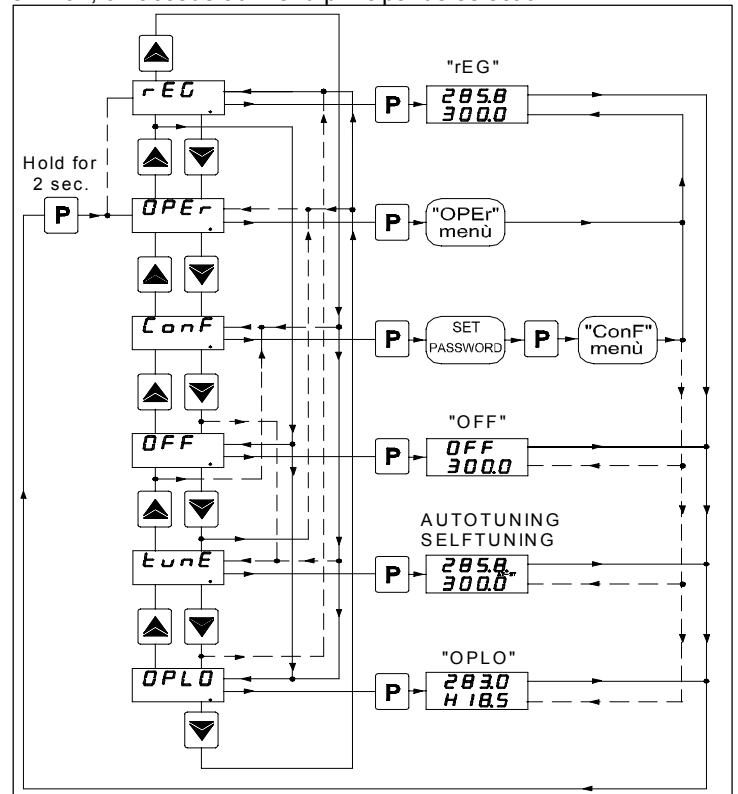 "rEG"
P
rEG.
P
285.8
300.0
Hold for
2 sec.
P
OPEr.
P
"OPEr"
menù
ConF.
P
SET
PASSWORD
P
"ConF"
menù
"OFF"
OFF.
P
OFF
300.0
AUTOTUNING
SELFTUNING
tunE.
P
285.8
300.0
"OPLO"
OPLO.
P
283.0
H 18.5